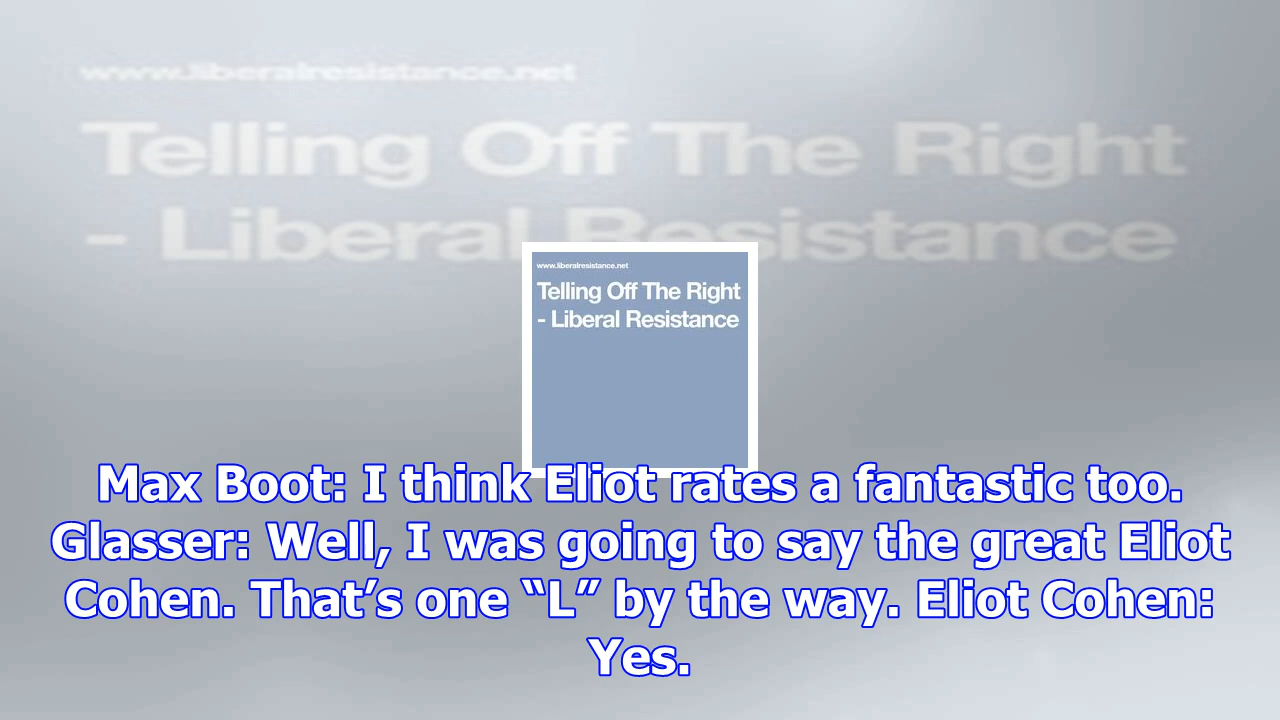 www.liberalresistance.net
Telling Off The Right
- Liberal Resistance
www.liberalresistance.net
Telling Off The Right
- Liberal Resistance
Max Boot: I think Eliot rates a fantastic too.
Glasser: Well, I was going to say the great Eliot
Cohen. That’s one “L” by the way. Eliot Cohen:
Yes.